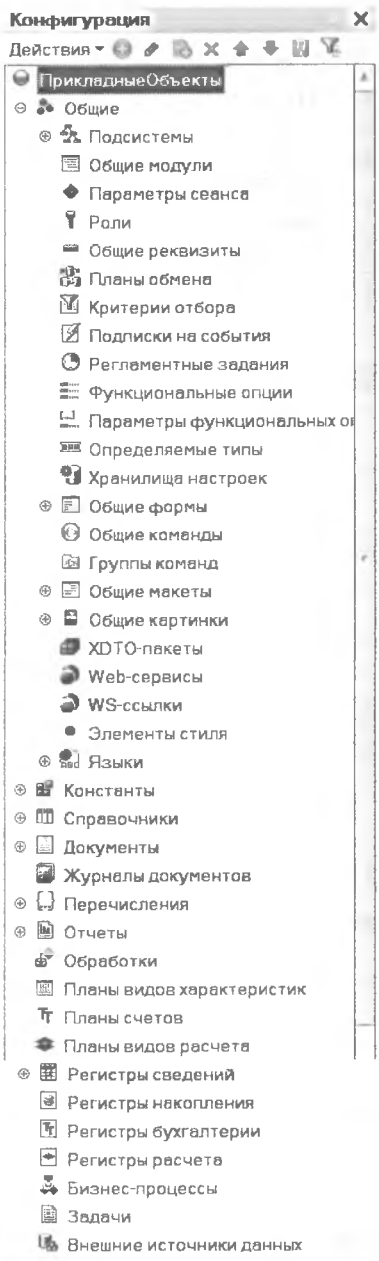 Конфигурация
Действия
ПрикладныеОбъекты
Общие
Подсистемы
Общие модули
Параметры сеанса
Роли
Общие реквизиты
Планы обмена
Критерии отбора
Подписки на события
Регламентные задания
Функциональные опции
Параметры функциональных оп
Определяемые типы
Хранилища настроек
Общие формы
Общие команды
Группы команд
Общие макеты
Общие картинки
XDTO-пакеты
Web-сервисы
WS-ссылки
Элементы стиля
Языки
Константы
Справочники
Документы
Журналы документов
Перечисления
Отчеты
Обработки
Планы видов характеристик
Планы счетов
Планы видов расчета
Регистры сведений
Регистры накопления
Регистры бухгалтерии
Регистры расчета
Бизнес-процессы
Задачи
Внешние источники данных